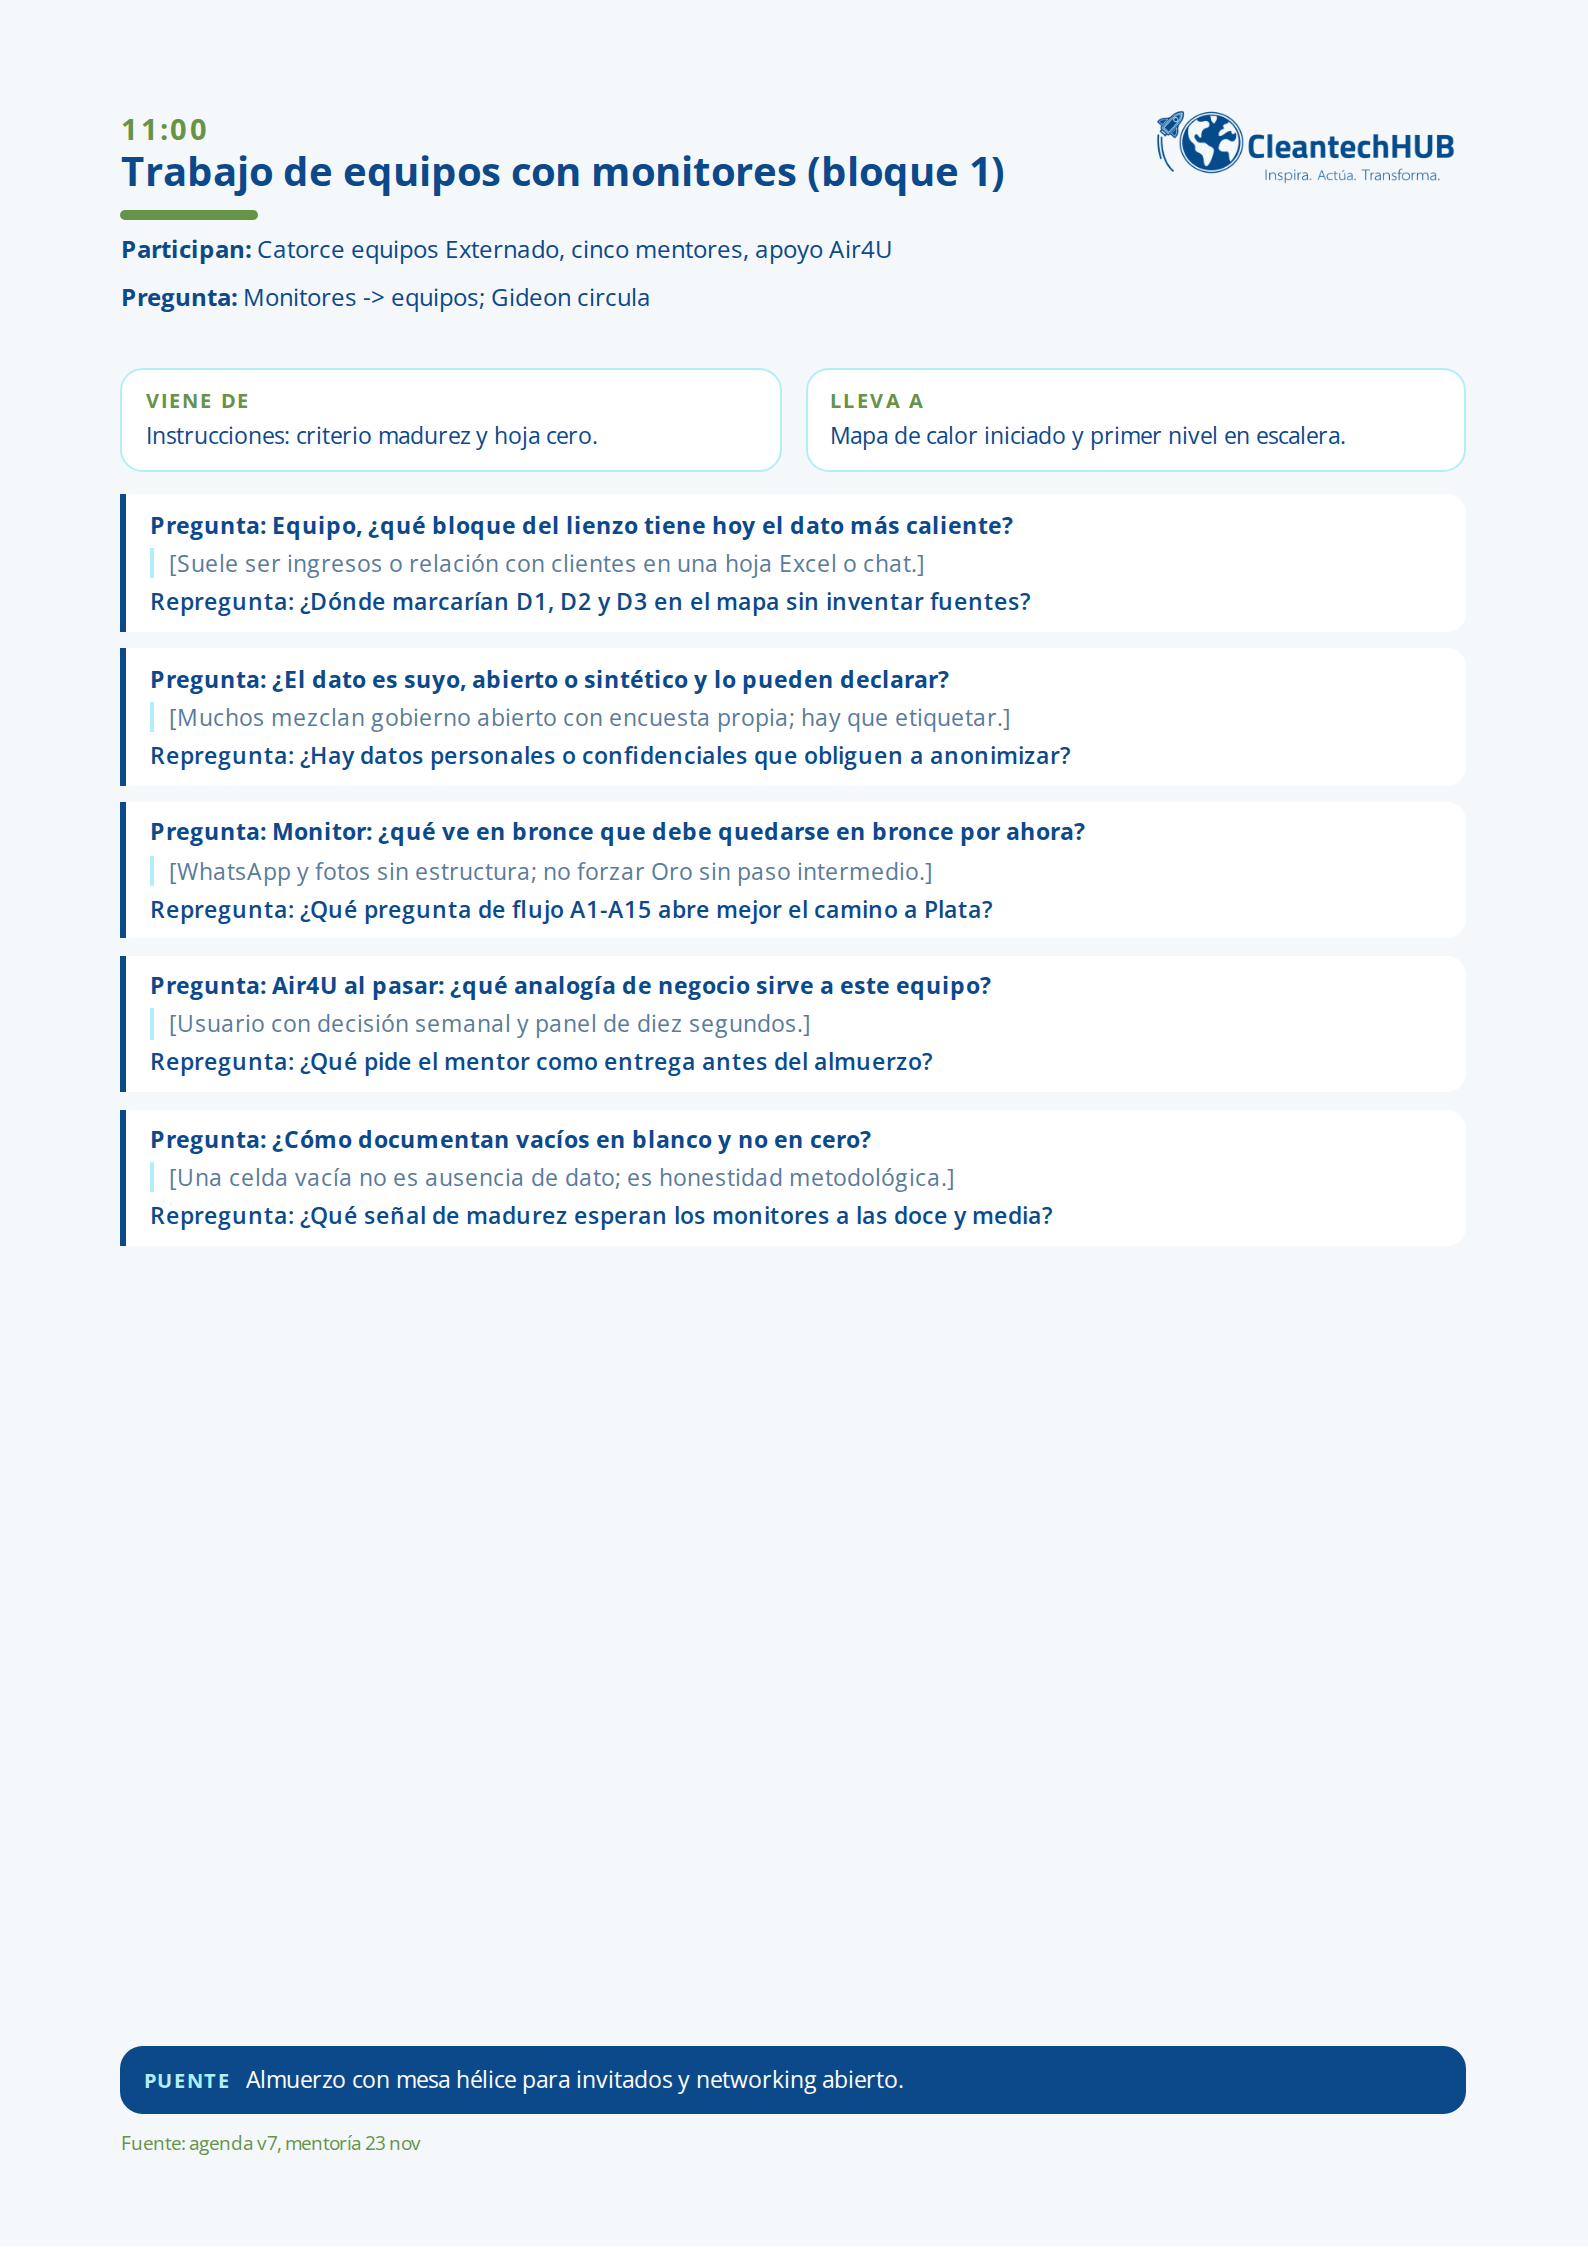 11:00
Trabajo de equipos con monitores (bloque 1)
CleantechHUB
Inspira. Actúa. Transforma.
Participan: Catorce equipos Externado, cinco mentores, apoyo Air4U
Pregunta: Monitores -> equipos; Gideon circula
VIENE DE
Instrucciones: criterio madurez y hoja cero.
LLEVA A
Mapa de calor iniciado y primer nivel en escalera.
Pregunta: Equipo, ¿qué bloque del lienzo tiene hoy el dato más caliente?
[Suele ser ingresos o relación con clientes en una hoja Excel o chat.]
Repregunta: ¿Dónde marcarían D1, D2 y D3 en el mapa sin inventar fuentes?
Pregunta: ¿El dato es suyo, abierto o sintético y lo pueden declarar?
[Muchos mezclan gobierno abierto con encuesta propia; hay que etiquetar.]
Repregunta: ¿Hay datos personales o confidenciales que obliguen a anonimizar?
Pregunta: Monitor: ¿qué ve en bronce que debe quedarse en bronce por ahora?
[WhatsApp y fotos sin estructura; no forzar Oro sin paso intermedio.]
Repregunta: ¿Qué pregunta de flujo A1-A15 abre mejor el camino a Plata?
Pregunta: Air4U al pasar: ¿qué analogía de negocio sirve a este equipo?
[Usuario con decisión semanal y panel de diez segundos.]
Repregunta: ¿Qué pide el mentor como entrega antes del almuerzo?
Pregunta: ¿Cómo documentan vacíos en blanco y no en cero?
[Una celda vacía no es ausencia de dato; es honestidad metodológica.]
Repregunta: ¿Qué señal de madurez esperan los monitores a las doce y media?
PUENTE Almuerzo con mesa hélice para invitados y networking abierto.
Fuente: agenda v7, mentoría 23 nov